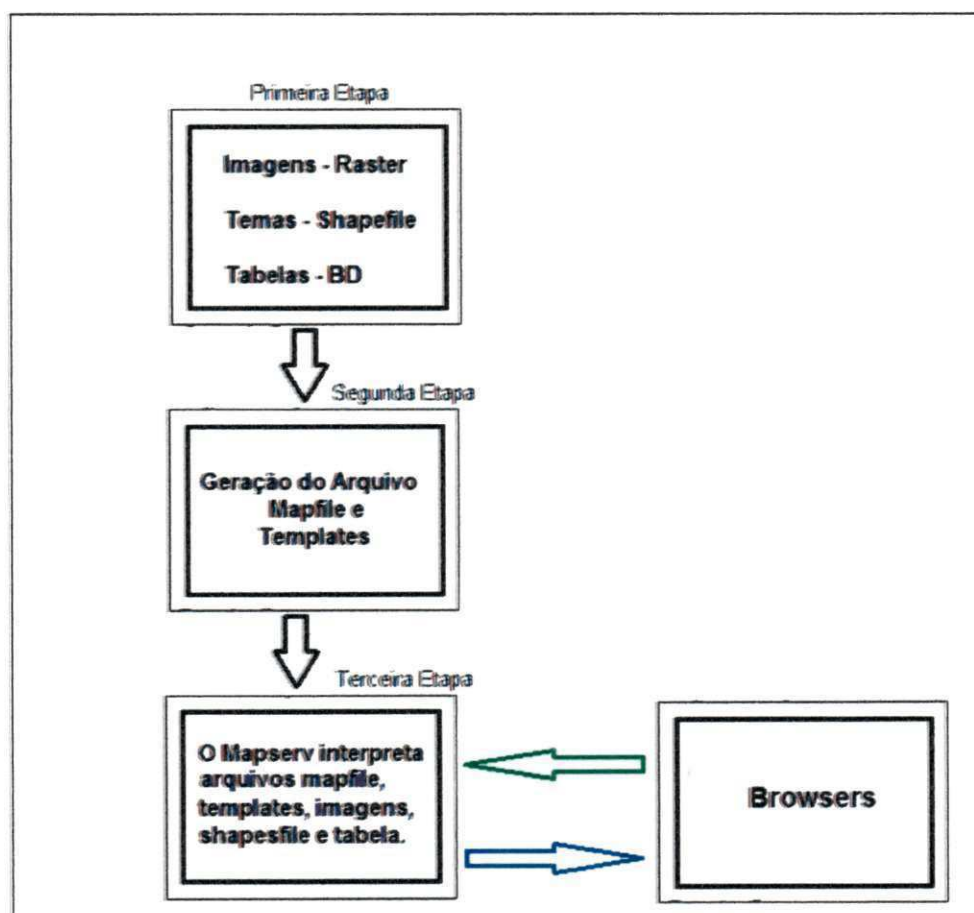 Primeira Etapa
Imagens - Raster
Temas - Shapefile
Tabelas - BD
Segunda Etapa
Geração do Arquivo
Mapfile e
Templates
Terceira Etapa
O Mapserv interpreta
arquivos mapfile,
templates, imagens,
shapesfile e tabela.
Browsers